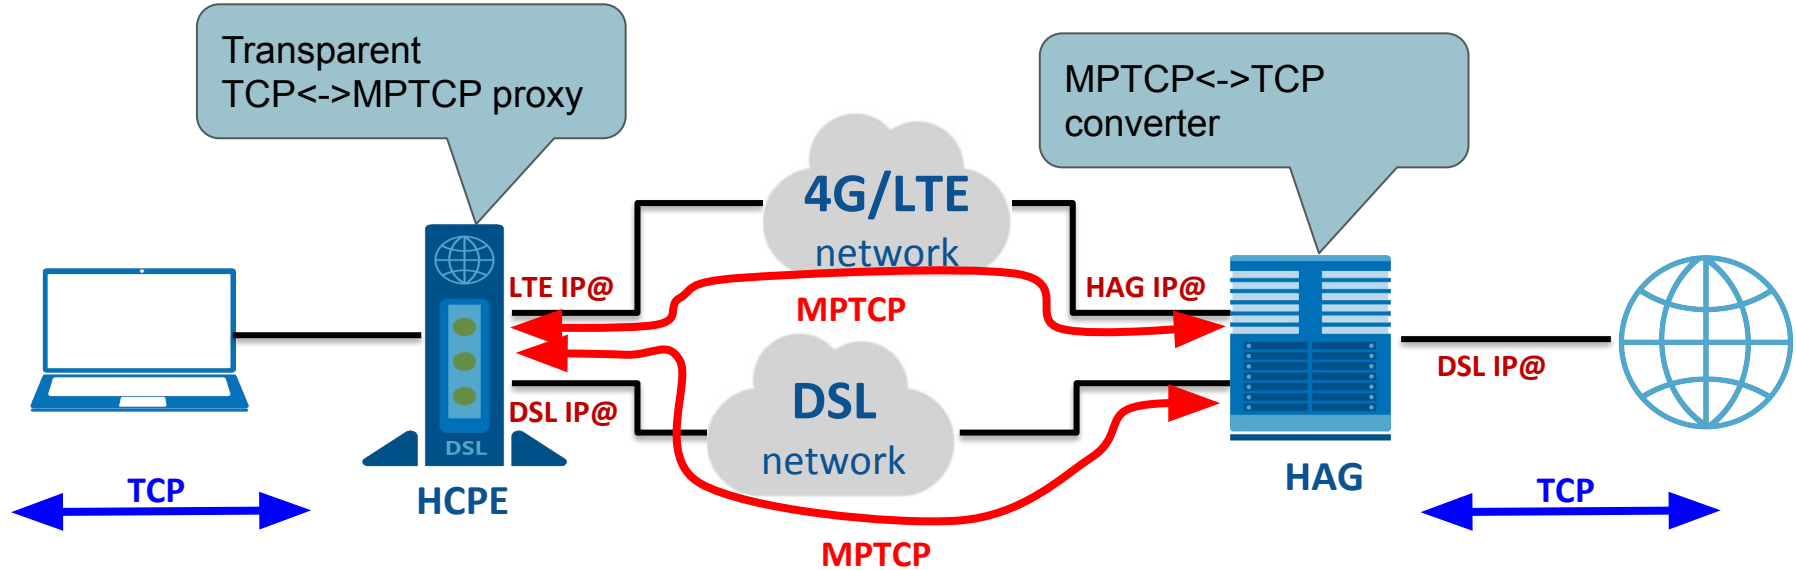 Transparent
TCP<->MPTCP proxy
MPTCP<->TCP
converter
4G/LTE
network
LTE IP@
HAG IP@
MPTCP
DSL IP@
DSL
network
DSL IP@
DSL
HCPE
HAG
TCP
TCP
MPTCP